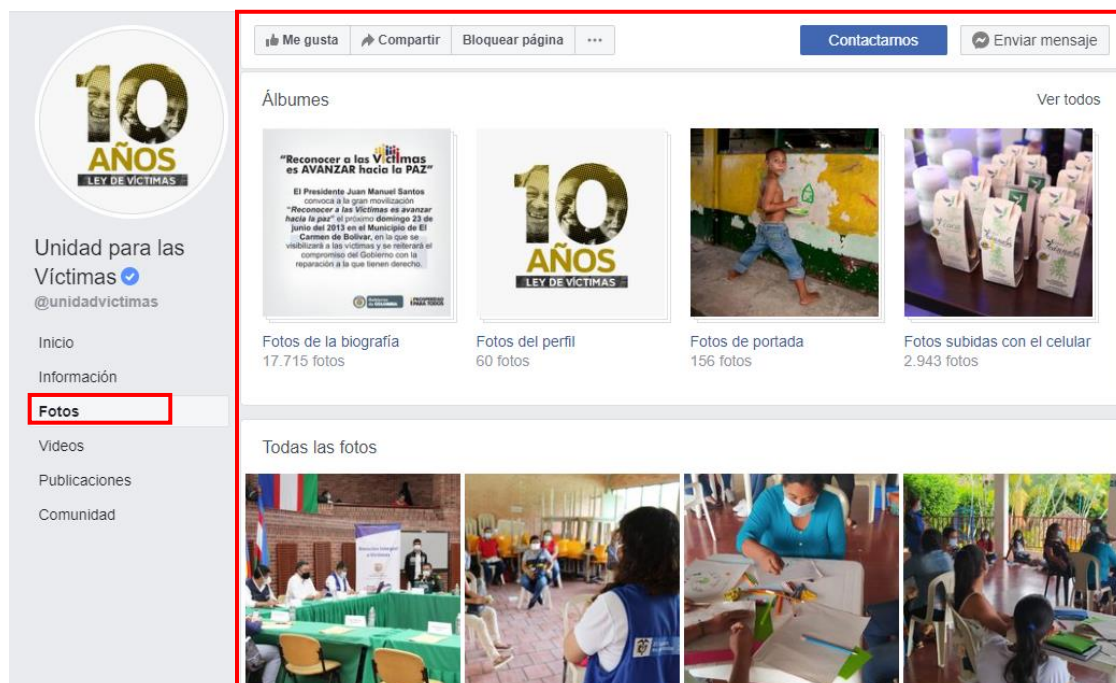 10
AÑOS
LEY DE VÍCTIMAS
Unidad para las
Víctimas
@unidadvictimas
Inicio
Información
Fotos
Videos
Publicaciones
Comunidad
Me gusta
Compartir
Bloquear página
...
Contactarnos
Enviar mensaje
Álbumes
Ver todos
"Reconocer a las Víctimas
es AVANZAR hacia la PAZ"
El Presidente Juan Manuel Santos
convoca a la gran movilización
"Reconocer a las Víctimas es avanzar
hacia la paz" el próximo domingo 23 de
junio del 2013 en el Municipio de El
Carmen de Bolívar, en la que se
visibilizará a las víctimas y se reiterará el
compromiso del Gobierno con la
reparación a la que tienen derecho.
PROSPERIDAD
PARA TODOS
10
AÑOS
LEY DE VÍCTIMAS
Fotos de la biografía
17.715 fotos
Fotos del perfil
60 fotos
Fotos de portada
156 fotos
Fotos subidas con el celular
2.943 fotos
Todas las fotos